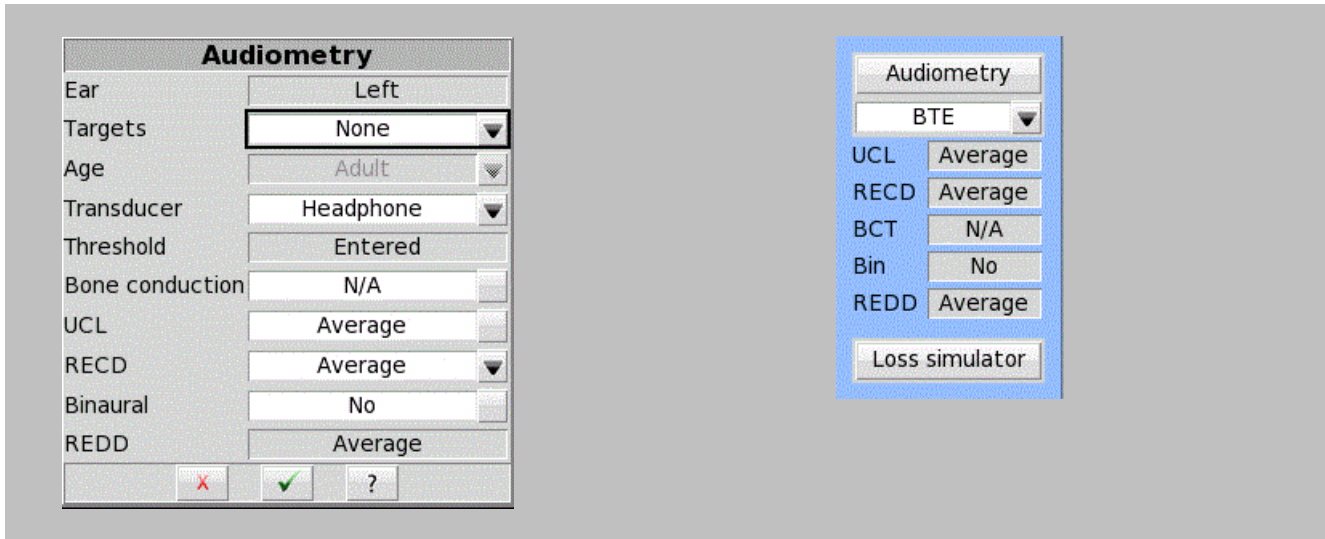 Audiometry
Ear Left
Targets None
Age Adult
Transducer Headphone
Threshold Entered
Bone conduction N/A
UCL Average
RECD Average
Binaural No
REDD Average
X ?
Audiometry
BTE
UCL Average
RECD Average
BCT N/A
Bin No
REDD Average
Loss simulator